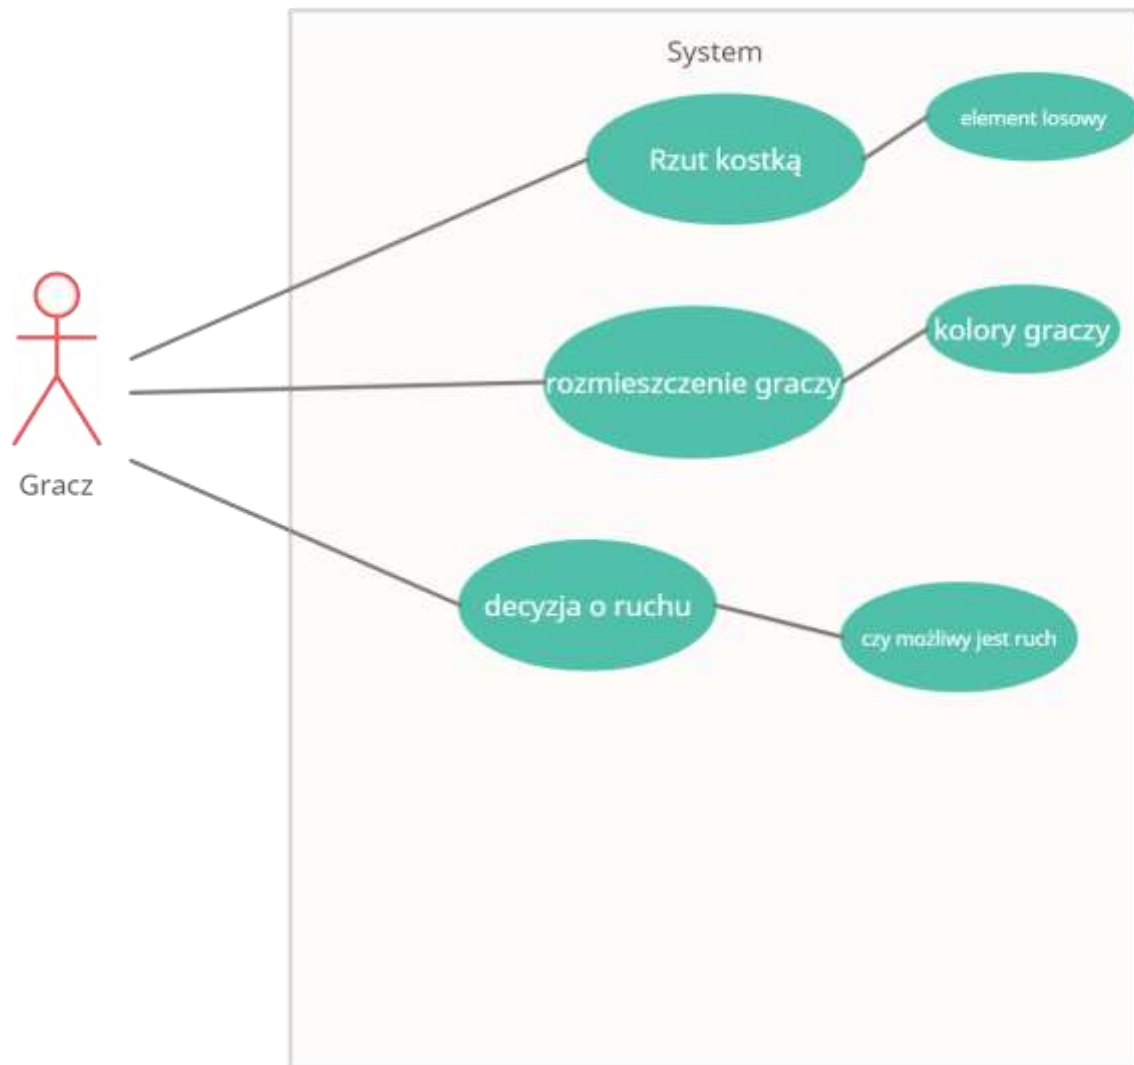 System
element losowy
Rzut kostką
kolory graczy
rozmieszczenie graczy
Gracz
decyzja o ruchu
czy możliwy jest ruch